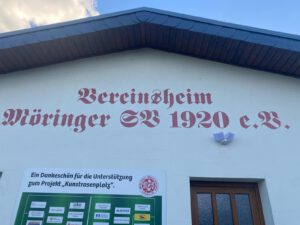 Vereinsheim
Möringer SV 1920 e.V.
Ein Dankeschön für die Unterstützung
zum Projekt „Kunstrasenplatz“.